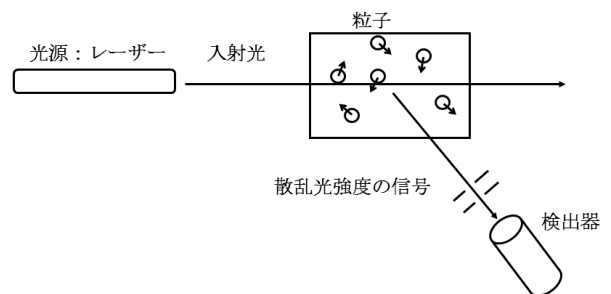 粒子
光源：レーザー
入射光
散乱光強度の信号
検出器